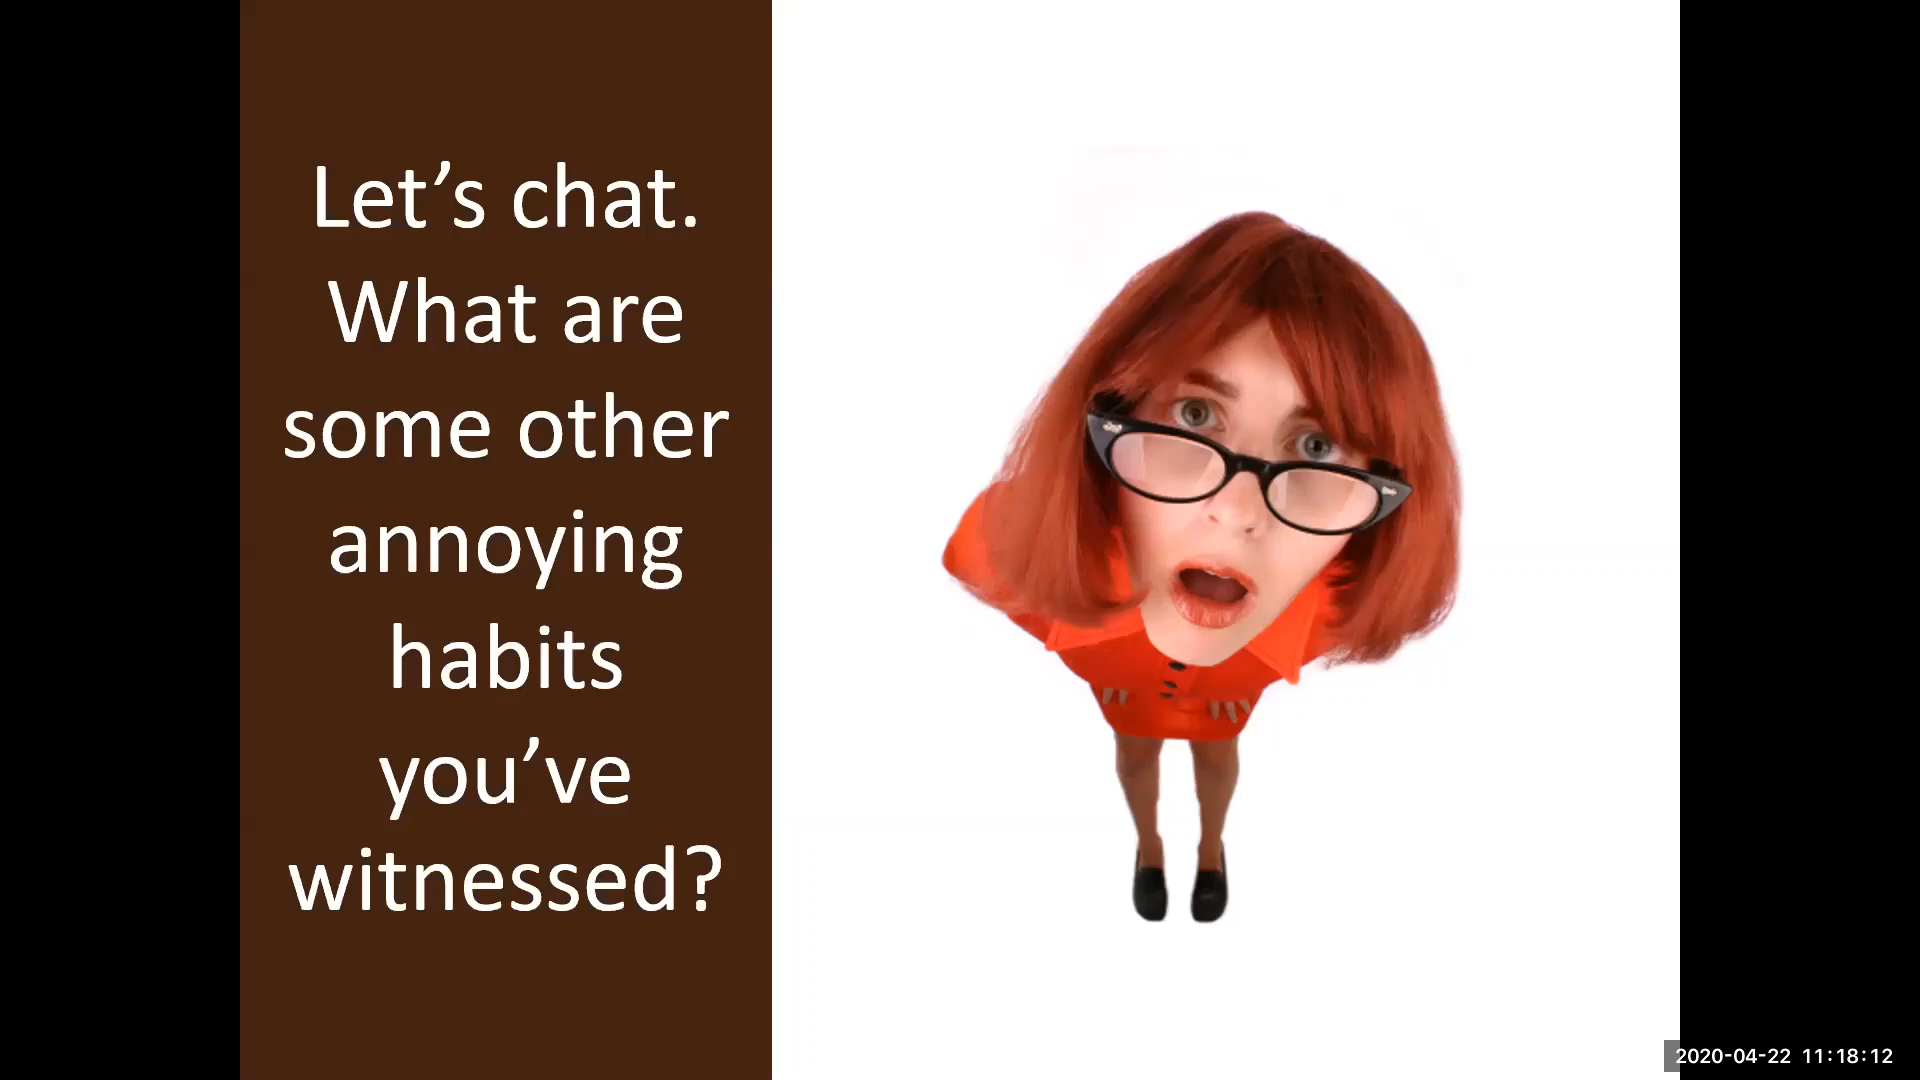 Let’s chat.
What are
some other
annoying
habits
you’ve
witnessed?
2020-04-22 11:18:12